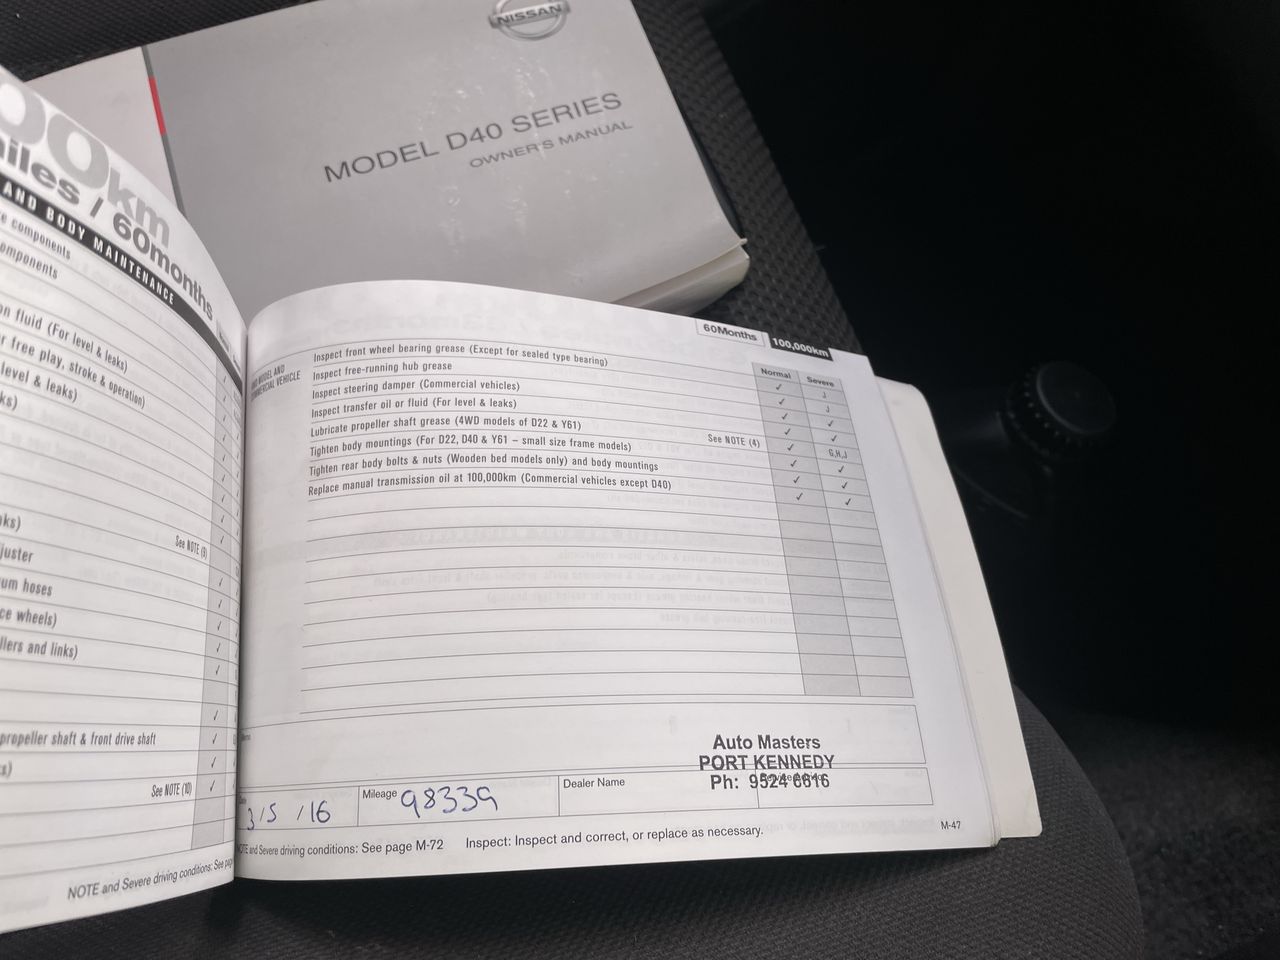 NISSAN
MODEL D40 SERIES
OWNER'S MANUAL
00km
miles / 60months
AND BODY MAINTENANCE
components
components
fluid (For level & leaks)
r free play, stroke & operation)
level & leaks)
ks)
aks)
See NOTE (9)
juster
um hoses
ce wheels)
llers and links)
propeller shaft & front drive shaft
s)
See NOTE (10)
NOTE and Severe driving conditions: See pag
60Months 100,000km
Normal Severe
ND MODEL AND
COMMERCIAL VEHICLE
Inspect front wheel bearing grease (Except for sealed type bearing) ✓ J
Inspect free-running hub grease ✓ J
Inspect steering damper (Commercial vehicles) ✓ ✓
Inspect transfer oil or fluid (For level & leaks) ✓ ✓
Lubricate propeller shaft grease (4WD models of D22 & Y61) See NOTE (4) ✓ G,H,J
Tighten body mountings (For D22, D40 & Y61 – small size frame models) ✓ ✓
Tighten rear body bolts & nuts (Wooden bed models only) and body mountings ✓ ✓
Replace manual transmission oil at 100,000km (Commercial vehicles except D40) ✓ ✓
Auto Masters
PORT KENNEDY
Ph: 9524 6616
3/5/16
Mileage 98339
Dealer Name
NOTE and Severe driving conditions: See page M-72 Inspect: Inspect and correct, or replace as necessary.
M-47